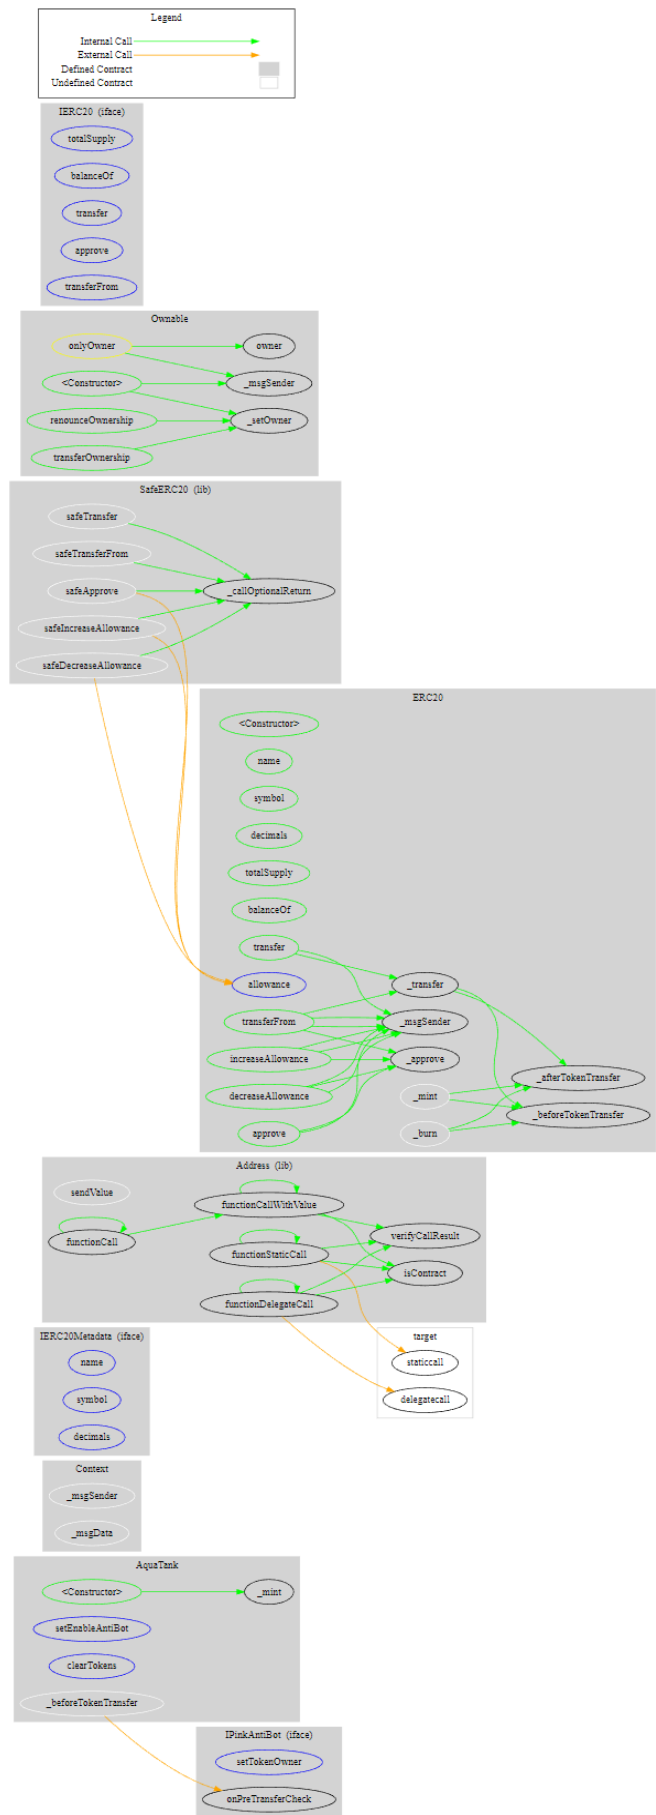 Legend
Internal Call
External Call
Defined Contract
Undefined Contract
IERC20 (iface)
totalSupply
balanceOf
transfer
approve
transferFrom
Ownable
onlyOwner
owner
<Constructor>
_msgSender
renounceOwnership
_setOwner
transferOwnership
SafeERC20 (lib)
safeTransfer
safeTransferFrom
safeApprove
_callOptionalReturn
safeIncreaseAllowance
safeDecreaseAllowance
ERC20
<Constructor>
name
symbol
decimals
totalSupply
balanceOf
transfer
allowance
_transfer
transferFrom
_msgSender
increaseAllowance
_approve
_afterTokenTransfer
decreaseAllowance
_mint
_beforeTokenTransfer
approve
_burn
Address (lib)
sendValue
functionCallWithValue
functionCall
verifyCallResult
functionStaticCall
isContract
functionDelegateCall
target
staticcall
delegatecall
IERC20Metadata (iface)
name
symbol
decimals
Context
_msgSender
_msgData
AquaTank
<Constructor>
_mint
setEnableAntiBot
clearTokens
_beforeTokenTransfer
IPinkAntiBot (iface)
setTokenOwner
onPreTransferCheck